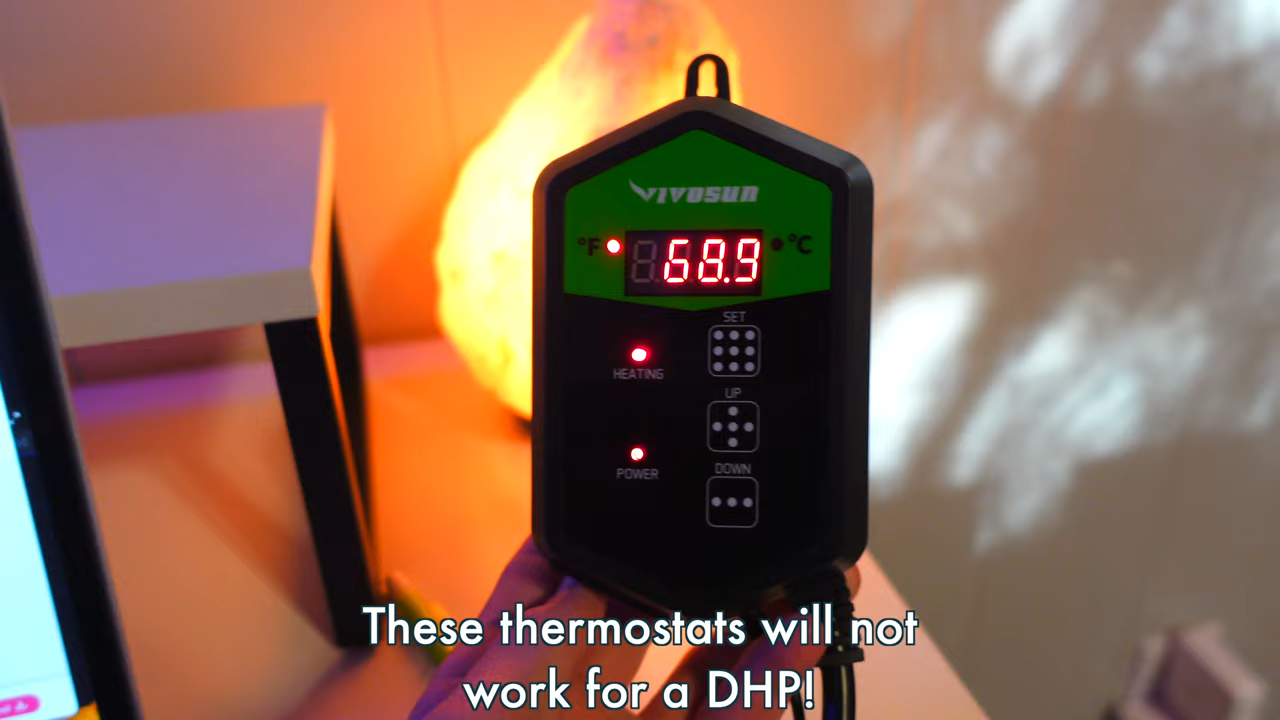 VIVOSUN
°F 68.9 °C
SET
HEATING
UP
POWER
DOWN
These thermostats will not
work for a DHP!